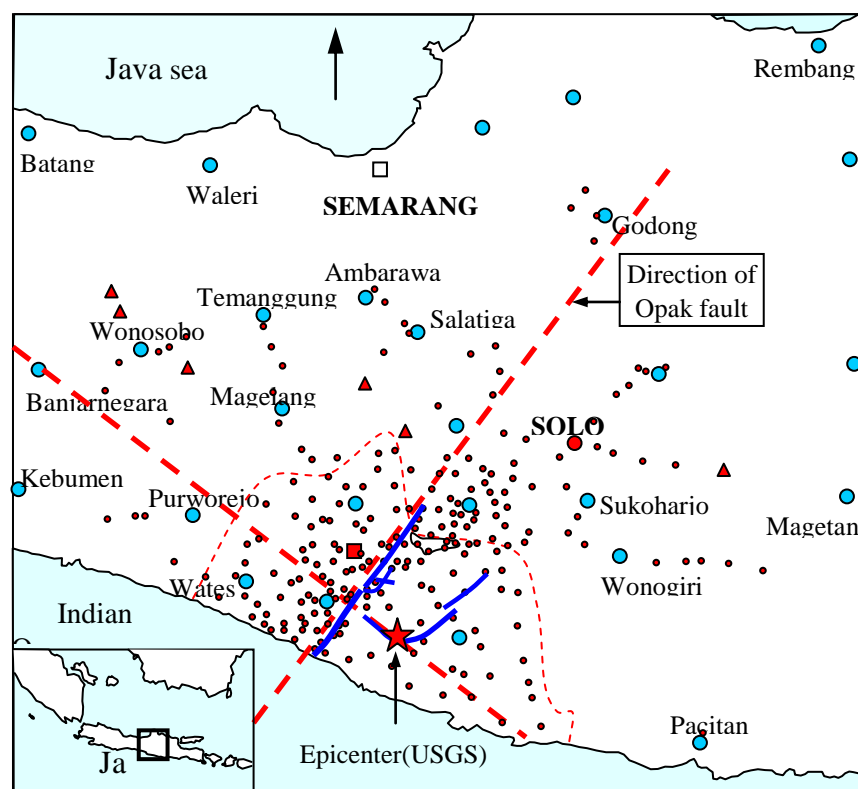 Java sea
Rembang
Batang
Waleri
SEMARANG
Godong
Direction of
Opak fault
Ambarawa
Temanggung
Salatiga
Wonosobo
Banjarnegara
Magelang
SOLO
Kebumen
Purworejo
Sukoharjo
Magetan
Wates
Wonogiri
Indian
Pacitan
Epicenter(USGS)
Ja